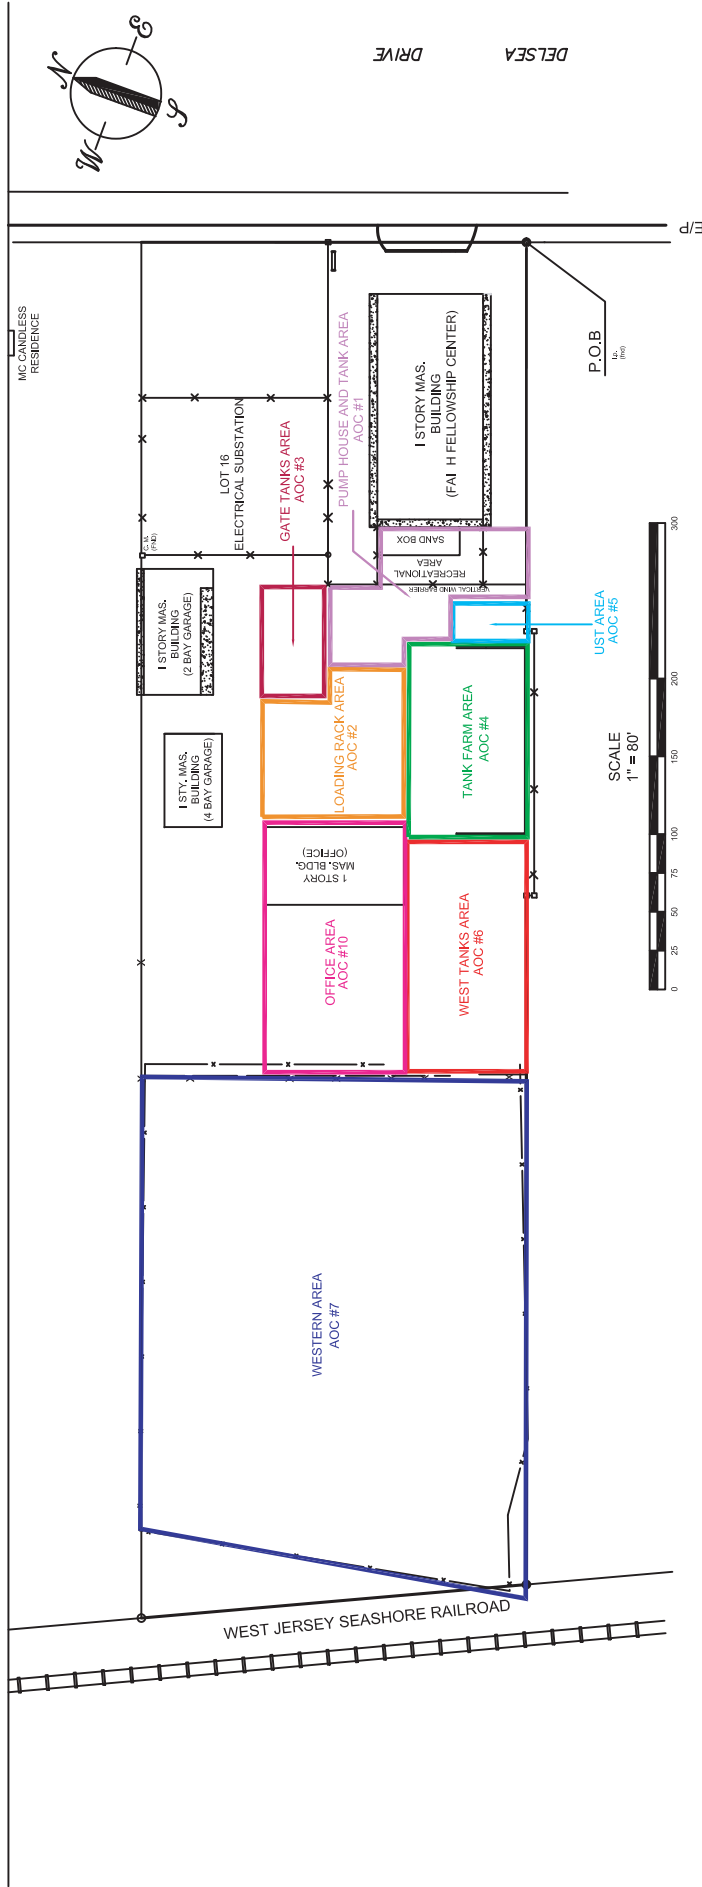 N
E
W
S
DELSEA DRIVE
E/P
MC CANDLESS
RESIDENCE
P.O.B
I.p.
(fnd)
LOT 16
ELECTRICAL SUBSTATION
C. M.
(FND)
GATE TANKS AREA
AOC #3
PUMP HOUSE AND TANK AREA
AOC #1
I STORY MAS.
BUILDING
(FAI H FELLOWSHIP CENTER)
SAND BOX
RECREATIONAL
AREA
VERTICAL WIND BARRIER
I STORY MAS.
BUILDING
(2 BAY GARAGE)
I STY. MAS.
BUILDING
(4 BAY GARAGE)
UST AREA
AOC #5
LOADING RACK AREA
AOC #2
TANK FARM AREA
AOC #4
1 STORY
MAS. BLDG.
(OFFICE)
OFFICE AREA
AOC #10
WEST TANKS AREA
AOC #6
SCALE
1" = 80'
0 25 50 75 100 150 200 300
WESTERN AREA
AOC #7
WEST JERSEY SEASHORE RAILROAD